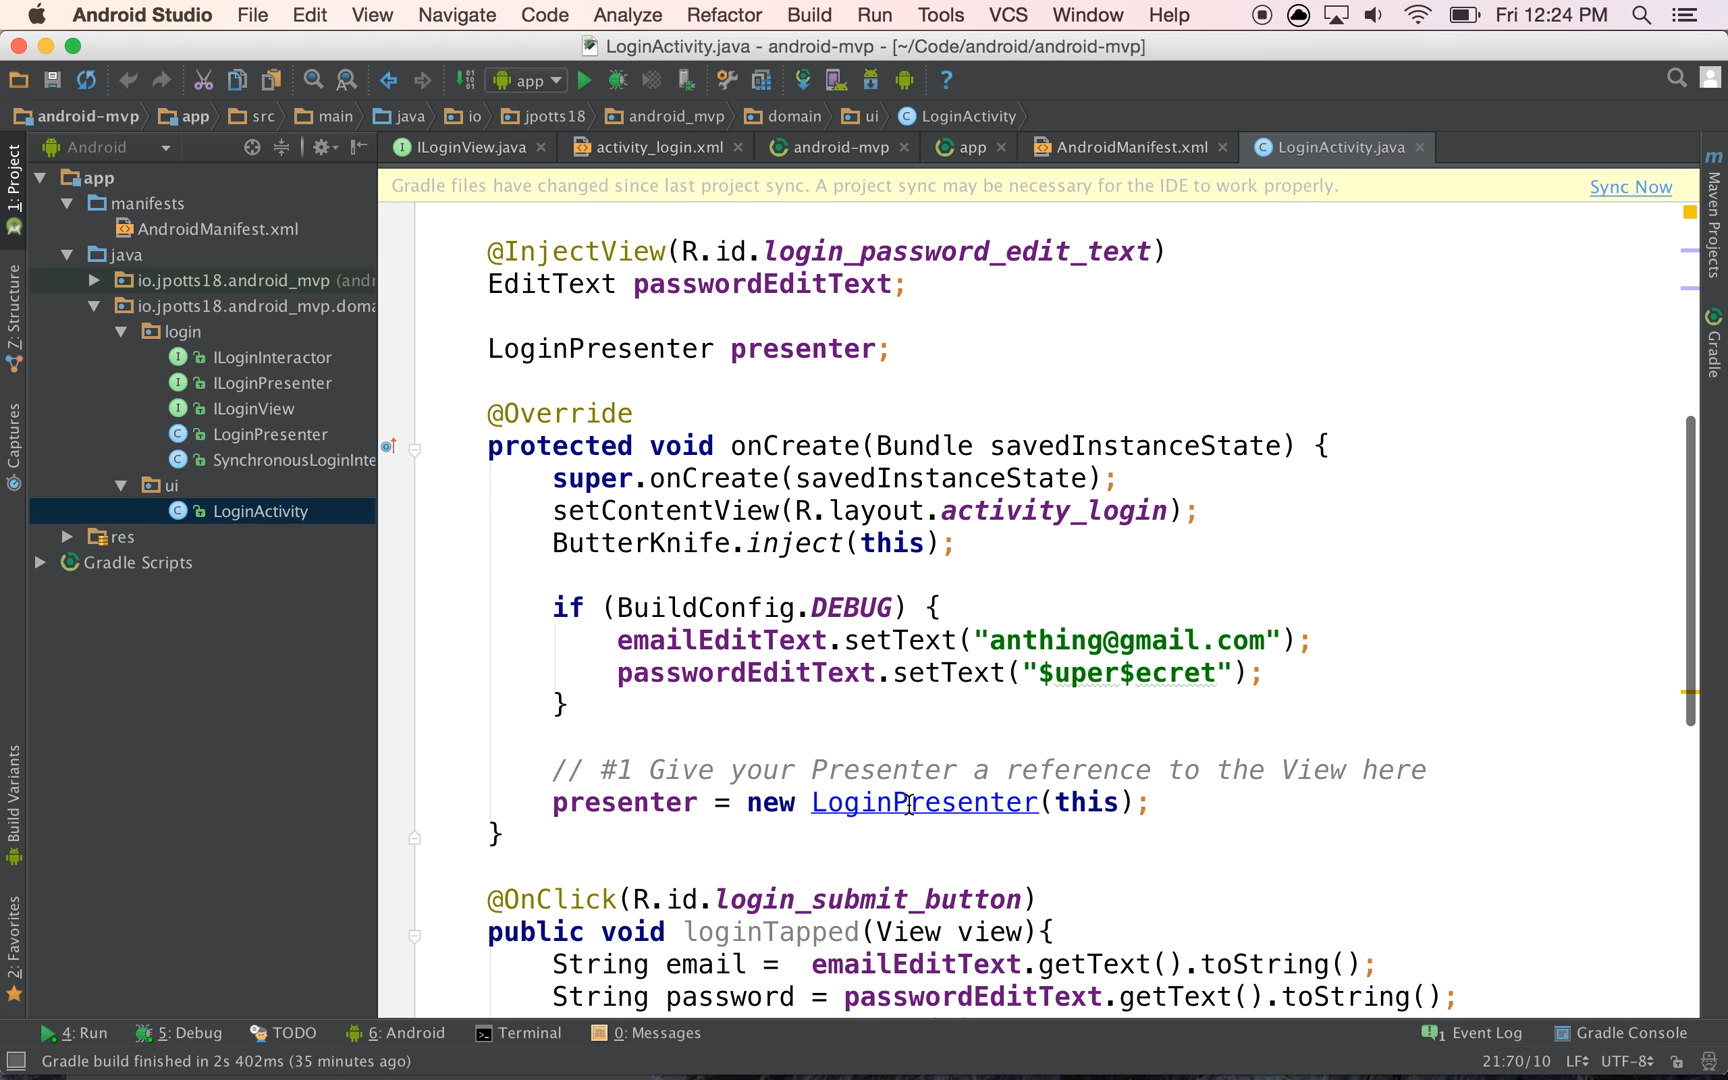 Android Studio File Edit View Navigate Code Analyze Refactor Build Run Tools VCS Window Help Fri 12:24 PM
LoginActivity.java - android-mvp - [~/Code/android/android-mvp]
app
android-mvp app src main java io jpotts18 android_mvp domain ui LoginActivity
Android
ILoginView.java activity_login.xml android-mvp app AndroidManifest.xml LoginActivity.java
Gradle files have changed since last project sync. A project sync may be necessary for the IDE to work properly. Sync Now
1: Project
7: Structure
Captures
Build Variants
2: Favorites
app
manifests
AndroidManifest.xml
java
io.jpotts18.android_mvp (andr
io.jpotts18.android_mvp.doma
login
ILoginInteractor
ILoginPresenter
ILoginView
LoginPresenter
SynchronousLoginInte
ui
LoginActivity
res
Gradle Scripts
@InjectView(R.id.login_password_edit_text)
EditText passwordEditText;
LoginPresenter presenter;
@Override
protected void onCreate(Bundle savedInstanceState) {
super.onCreate(savedInstanceState);
setContentView(R.layout.activity_login);
ButterKnife.inject(this);
if (BuildConfig.DEBUG) {
emailEditText.setText("anthing@gmail.com");
passwordEditText.setText("$uper$ecret");
}
// #1 Give your Presenter a reference to the View here
presenter = new LoginPresenter(this);
}
@OnClick(R.id.login_submit_button)
public void loginTapped(View view){
String email =  emailEditText.getText().toString();
String password = passwordEditText.getText().toString();
m Maven Projects
Gradle
4: Run 5: Debug TODO 6: Android Terminal 0: Messages 1 Event Log Gradle Console
Gradle build finished in 2s 402ms (35 minutes ago) 21:70/10 LF UTF-8